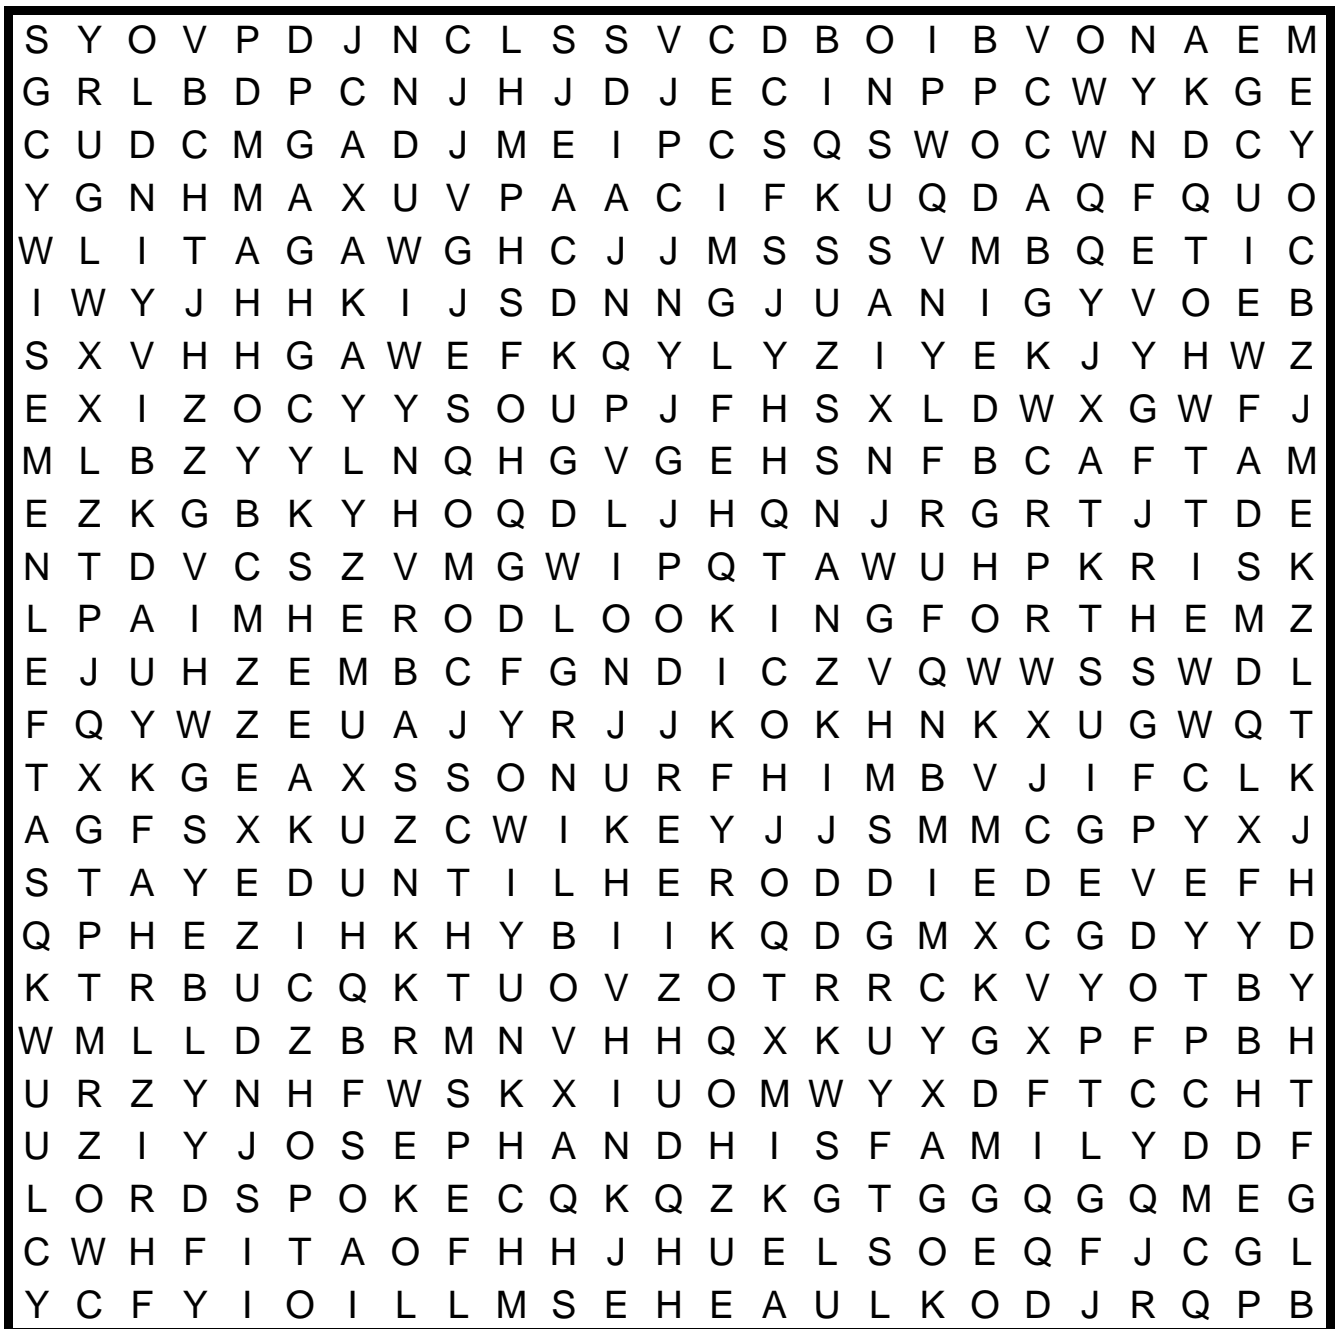 S Y O V P D J N C L S S V C D B O I B V O N A E M
G R L B D P C N J H J D J E C I N P P C W Y K G E
C U D C M G A D J M E I P C S Q S W O C W N D C Y
Y G N H M A X U V P A A C I F K U Q D A Q F Q U O
W L I T A G A W G H C J J M S S S V M B Q E T I C
I W Y J H H K I J S D N N G J U A N I G Y V O E B
S X V H H G A W E F K Q Y L Y Z I Y E K J Y H W Z
E X I Z O C Y Y S O U P J F H S X L D W X G W F J
M L B Z Y Y L N Q H G V G E H S N F B C A F T A M
E Z K G B K Y H O Q D L J H Q N J R G R T J T D E
N T D V C S Z V M G W I P Q T A W U H P K R I S K
L P A I M H E R O D L O O K I N G F O R T H E M Z
E J U H Z E M B C F G N D I C Z V Q W W S S W D L
F Q Y W Z E U A J Y R J J K O K H N K X U G W Q T
T X K G E A X S S O N U R F H I M B V J I F C L K
A G F S X K U Z C W I K E Y J J S M M C G P Y X J
S T A Y E D U N T I L H E R O D D I E D E V E F H
Q P H E Z I H K H Y B I I K Q D G M X C G D Y Y D
K T R B U C Q K T U O V Z O T R R C K V Y O T B Y
W M L L D Z B R M N V H H Q X K U Y G X P F P B H
U R Z Y N H F W S K X I U O M W Y X D F T C C H T
U Z I Y J O S E P H A N D H I S F A M I L Y D D F
L O R D S P O K E C Q K Q Z K G T G G Q G Q M E G
C W H F I T A O F H H J H U E L S O E Q F J C G L
Y C F Y I O I L L M S E H E A U L K O D J R Q P B